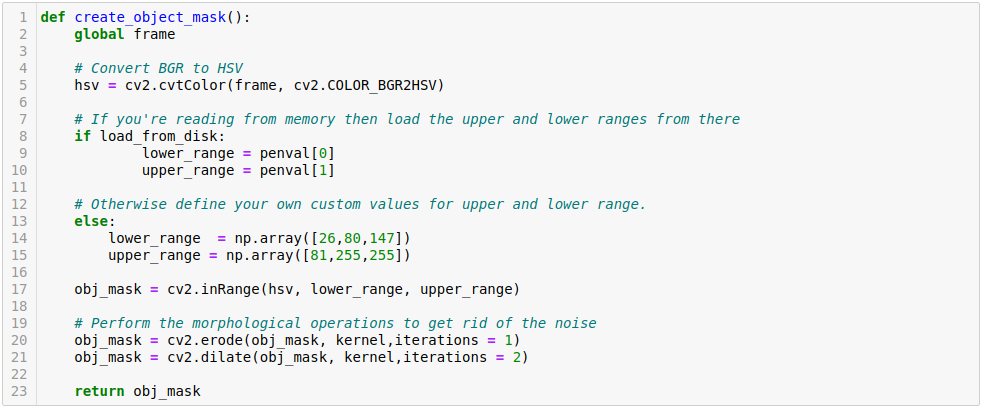 1 def create_object_mask():
2     global frame
3
4     # Convert BGR to HSV
5     hsv = cv2.cvtColor(frame, cv2.COLOR_BGR2HSV)
6
7     # If you're reading from memory then load the upper and lower ranges from there
8     if load_from_disk:
9             lower_range = penval[0]
10             upper_range = penval[1]
11
12     # Otherwise define your own custom values for upper and lower range.
13     else:
14         lower_range  = np.array([26,80,147])
15         upper_range = np.array([81,255,255])
16
17     obj_mask = cv2.inRange(hsv, lower_range, upper_range)
18
19     # Perform the morphological operations to get rid of the noise
20     obj_mask = cv2.erode(obj_mask, kernel,iterations = 1)
21     obj_mask = cv2.dilate(obj_mask, kernel,iterations = 2)
22
23     return obj_mask